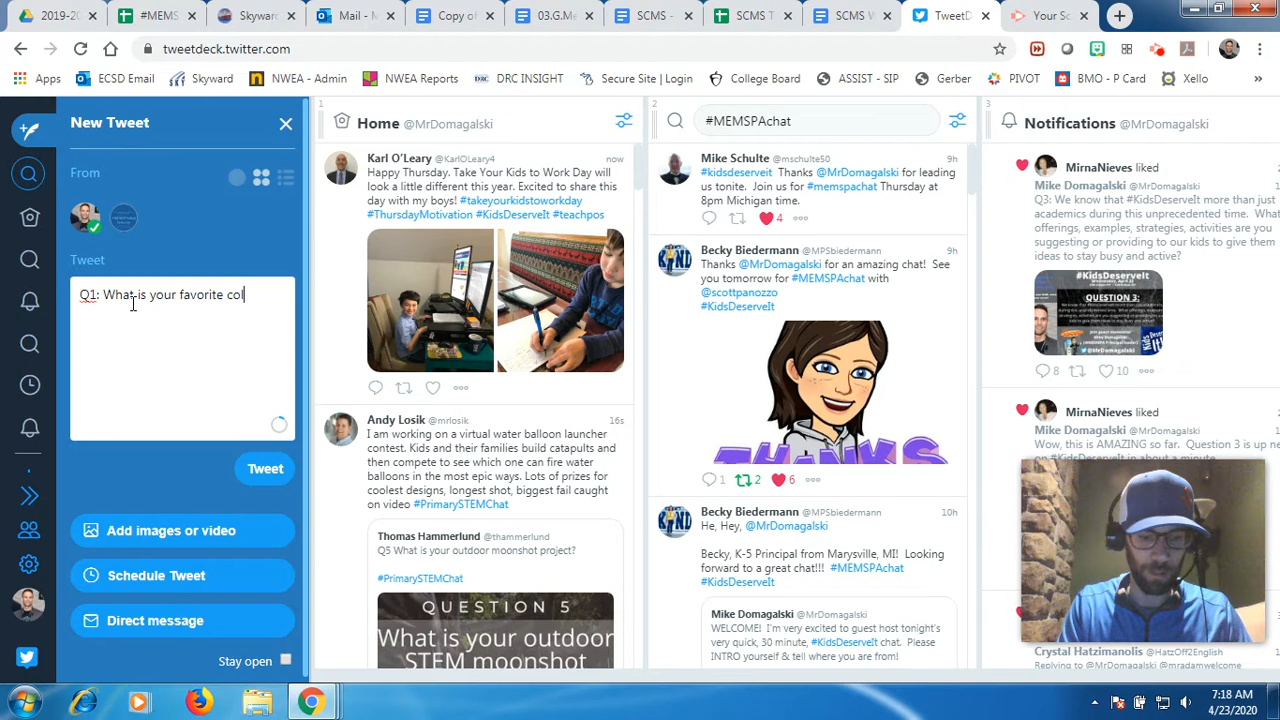 2019-20
#MEMS
Skyward
Mail -
Copy of
03.G.Me
SCMS -
SCMS T
SCMS W
TweetD
Your Sc
tweetdeck.twitter.com
Apps
ECSD Email
Skyward
NWEA - Admin
NWEA Reports
DRC INSIGHT
Secure Site | Login
College Board
ASSIST - SIP
Gerber
PIVOT
BMO - P Card
Xello
»
New Tweet
From
Tweet
Q1: What is your favorite col
Tweet
Add images or video
Schedule Tweet
Direct message
Stay open
1
Home @MrDomagalski
Karl O'Leary @KarlOLeary4 now
Happy Thursday. Take Your Kids to Work Day will
look a little different this year. Excited to share this
day with my boys! #takeyourkidstowork
#ThursdayMotivation #KidsDeserveIt #teachpos
Andy Losik @mrlosik 16s
I am working on a virtual water balloon launcher
contest. Kids and their families build catapults and
then compete to see which one can fire water
balloons in the most epic ways. Lots of prizes for
coolest designs, longest shot, biggest fail caught
on video #PrimarySTEMChat
Thomas Hammerlund @thammerlund
Q5 What is your outdoor moonshot project?
#PrimarySTEMChat
QUESTION 5
What is your outdoor
STEM moonshot
2
#MEMSPAchat
Mike Schulte @mschulte50 9h
#kidsdeserveit Thanks @MrDomagalski for leading
us tonite. Join us for #memspachat Thursday at
8pm Michigan time.
4
Becky Biedermann @MPSbiedermann 9h
Thanks @MrDomagalski for an amazing chat! See
you tomorrow for #MEMSPAchat with
@scottpanozzo
#KidsDeserveIt
THANKS
1 2 6
Becky Biedermann @MPSbiedermann 10h
He, Hey, @MrDomagalski
Becky, K-5 Principal from Marysville, MI! Looking
forward to a great chat!!! #MEMSPAchat
#KidsDeserveIt
Mike Domagalski @MrDomagalski
WELCOME! I'm very excited to guest host tonight's
very quick, 30 minute, #KidsDeserveIt chat. Please
INTRO yourself & tell where you are from!
3
Notifications @MrDomagalski
MirnaNieves liked
Mike Domagalski @MrDomagalski
Q3: We know that #KidsDeserveIt more than just
academics during this unprecedented time. What
offerings, examples, strategies, activities are you
suggesting or providing to our kids to give them
ideas to stay busy and active?
#KidsDeserveIt
QUESTION 3:
@MrDomagalski
8 10
MirnaNieves liked
Mike Domagalski @MrDomagalski
Wow, this is AMAZING so far. Question 3 is up next
on #KidsDeserveIt in about a minute
Crystal Hatzimanolis @HatzOff2English
Replying to @MrDomagalski @mradamwelcome
7:18 AM
4/23/2020